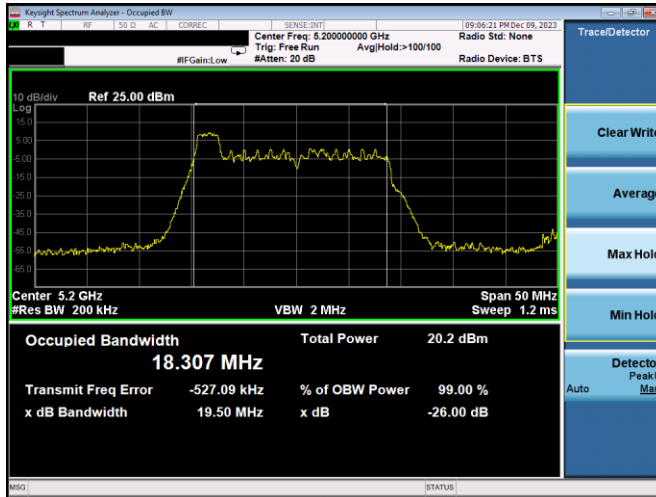 Keysight Spectrum Analyzer - Occupied BW
R T RF 50 Ω AC CORREC SENSE:INT 09:06:21 PM Dec 09, 2023
Center Freq: 5.200000000 GHz Radio Std: None
Trig: Free Run Avg|Hold:>100/100
#IFGain:Low #Atten: 20 dB Radio Device: BTS
Trace/Detector
10 dB/div Ref 25.00 dBm
Log
15.0
5.00
-5.00
-15.0
-25.0
-35.0
-45.0
-55.0
-65.0
Center 5.2 GHz Span 50 MHz
#Res BW 200 kHz VBW 2 MHz Sweep 1.2 ms
Occupied Bandwidth Total Power 20.2 dBm
18.307 MHz
Transmit Freq Error -527.09 kHz % of OBW Power 99.00 %
x dB Bandwidth 19.50 MHz x dB -26.00 dB
Clear Write
Average
Max Hold
Min Hold
Detector
Peak
Auto Man
MSG STATUS